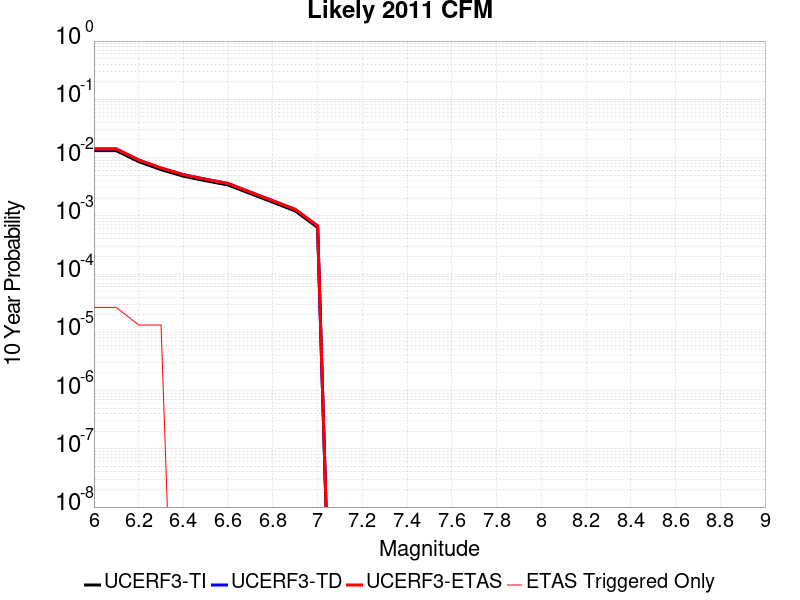 Likely 2011 CFM
10 Year Probability
10^0
10^-1
10^-2
10^-3
10^-4
10^-5
10^-6
10^-7
10^-8
6 6.2 6.4 6.6 6.8 7 7.2 7.4 7.6 7.8 8 8.2 8.4 8.6 8.8 9
Magnitude
UCERF3-TI UCERF3-TD UCERF3-ETAS ETAS Triggered Only